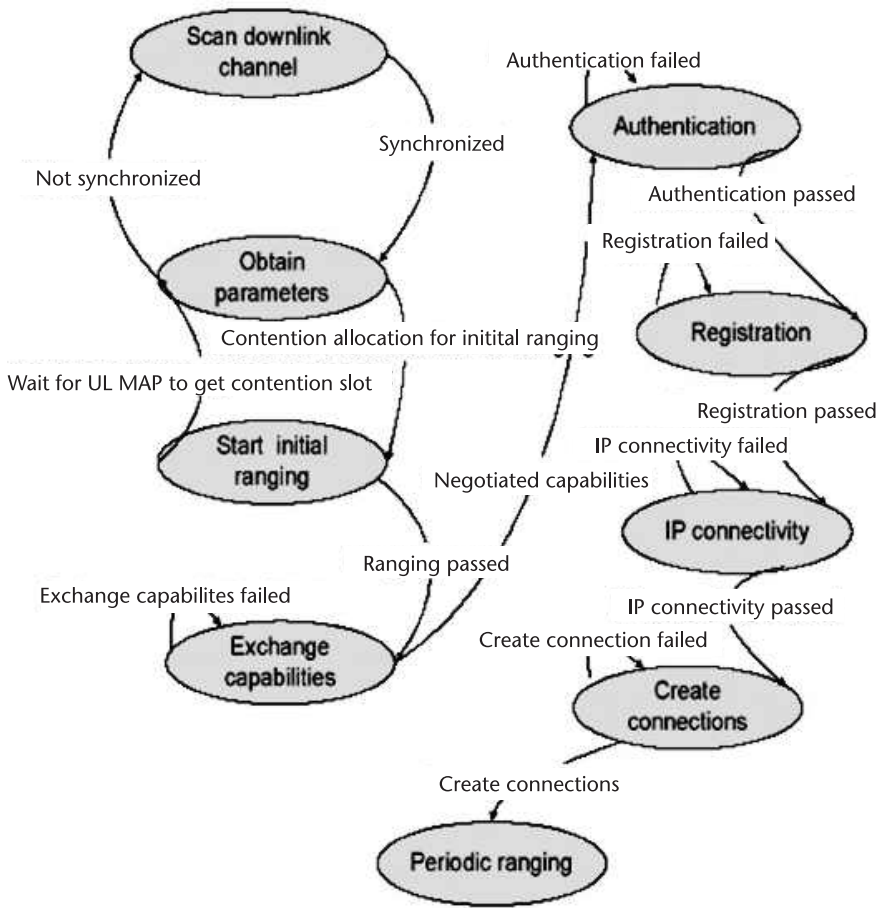 Scan downlink
channel
Synchronized
Not synchronized
Obtain
parameters
Contention allocation for initital ranging
Wait for UL MAP to get contention slot
Start initial
ranging
Ranging passed
Exchange capabilites failed
Exchange
capabilities
Negotiated capabilities
Authentication failed
Authentication
Authentication passed
Registration failed
Registration
Registration passed
IP connectivity failed
IP connectivity
IP connectivity passed
Create connection failed
Create
connections
Create connections
Periodic ranging